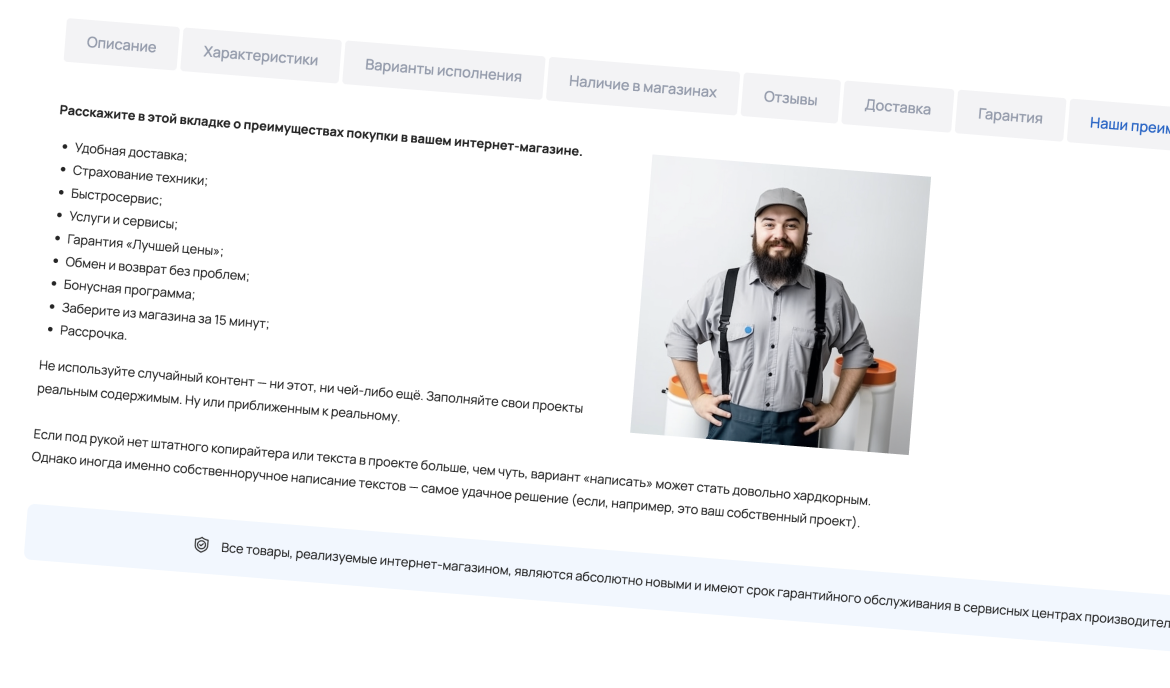 Описание
Характеристики
Варианты исполнения
Наличие в магазинах
Отзывы
Доставка
Гарантия
Наши
Расскажите в этой вкладке о преимуществах покупки в вашем интернет-магазине.
• Удобная доставка;
• Страхование техники;
• Быстросервис;
• Услуги и сервисы;
• Гарантия «Лучшей цены»;
• Обмен и возврат без проблем;
• Бонусная программа;
• Заберите из магазина за 15 минут;
• Рассрочка.
Не используйте случайный контент — ни этот, ни чей-либо ещё. Заполняйте свои проекты
реальным содержимым. Ну или приближенным к реальному.
Если под рукой нет штатного копирайтера или текста в проекте больше, чем чуть, вариант «написать» может стать довольно хардкорным.
Однако иногда именно собственноручное написание текстов — самое удачное решение (если, например, это ваш собственный проект).
Все товары, реализуемые интернет-магазином, являются абсолютно новыми и имеют срок гарантийного обслуживания в сервисных центрах